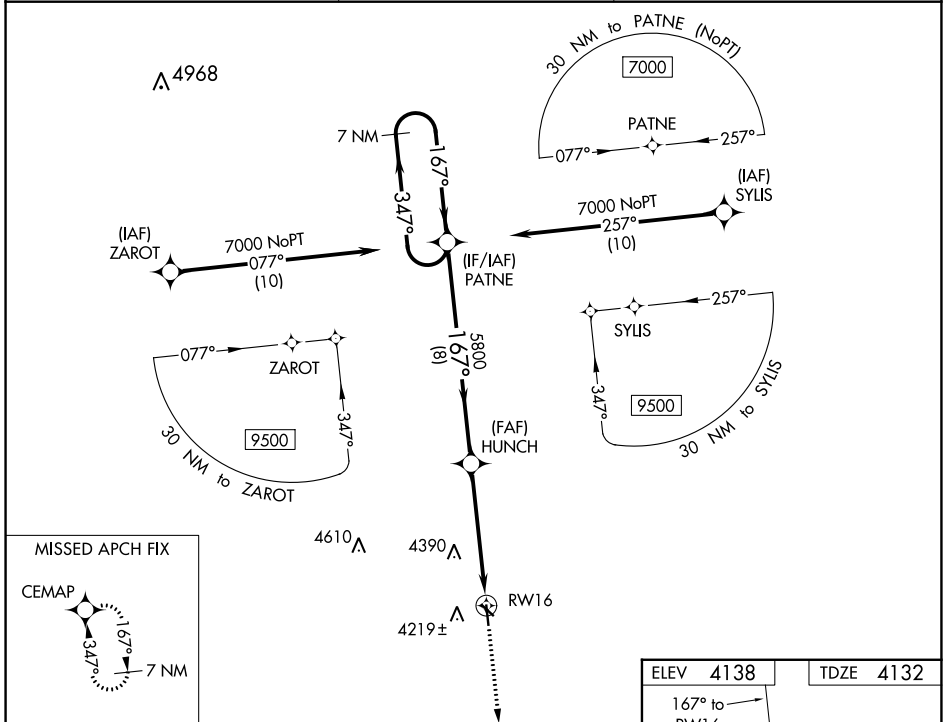 30 NM to PATNE (NoPT)
7000
PATNE
077°
257°
4968
7 NM
167°
347°
(IAF)
SYLIS
7000 NoPT
257°
(10)
(IAF)
ZAROT
7000 NoPT
077°
(10)
(IF/IAF)
PATNE
5800
167°
(8)
077°
ZAROT
347°
9500
30 NM to ZAROT
257°
SYLIS
347°
9500
30 NM to SYLIS
(FAF)
HUNCH
4610
4390
RW16
4219±
MISSED APCH FIX
CEMAP
167°
347°
7 NM
ELEV 4138
TDZE 4132
167° to
RW16